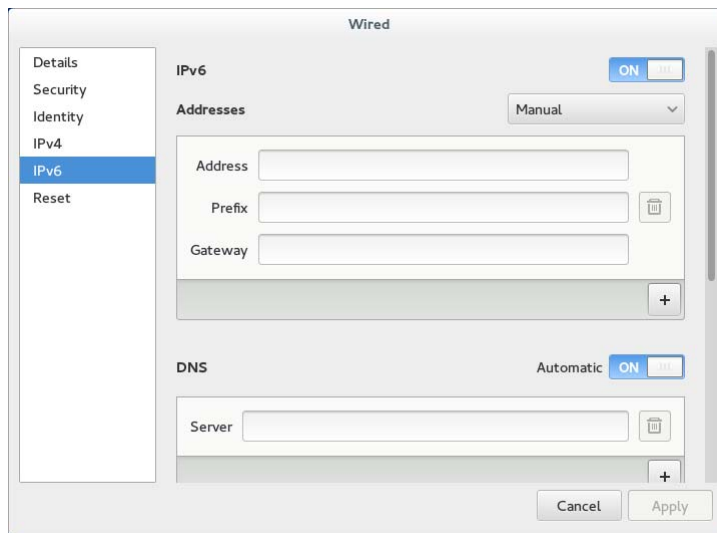 Wired
Details
Security
Identity
IPv4
IPv6
Reset
IPv6 ON
Addresses Manual
Address
Prefix
Gateway
+
DNS Automatic ON
Server
+
Cancel Apply